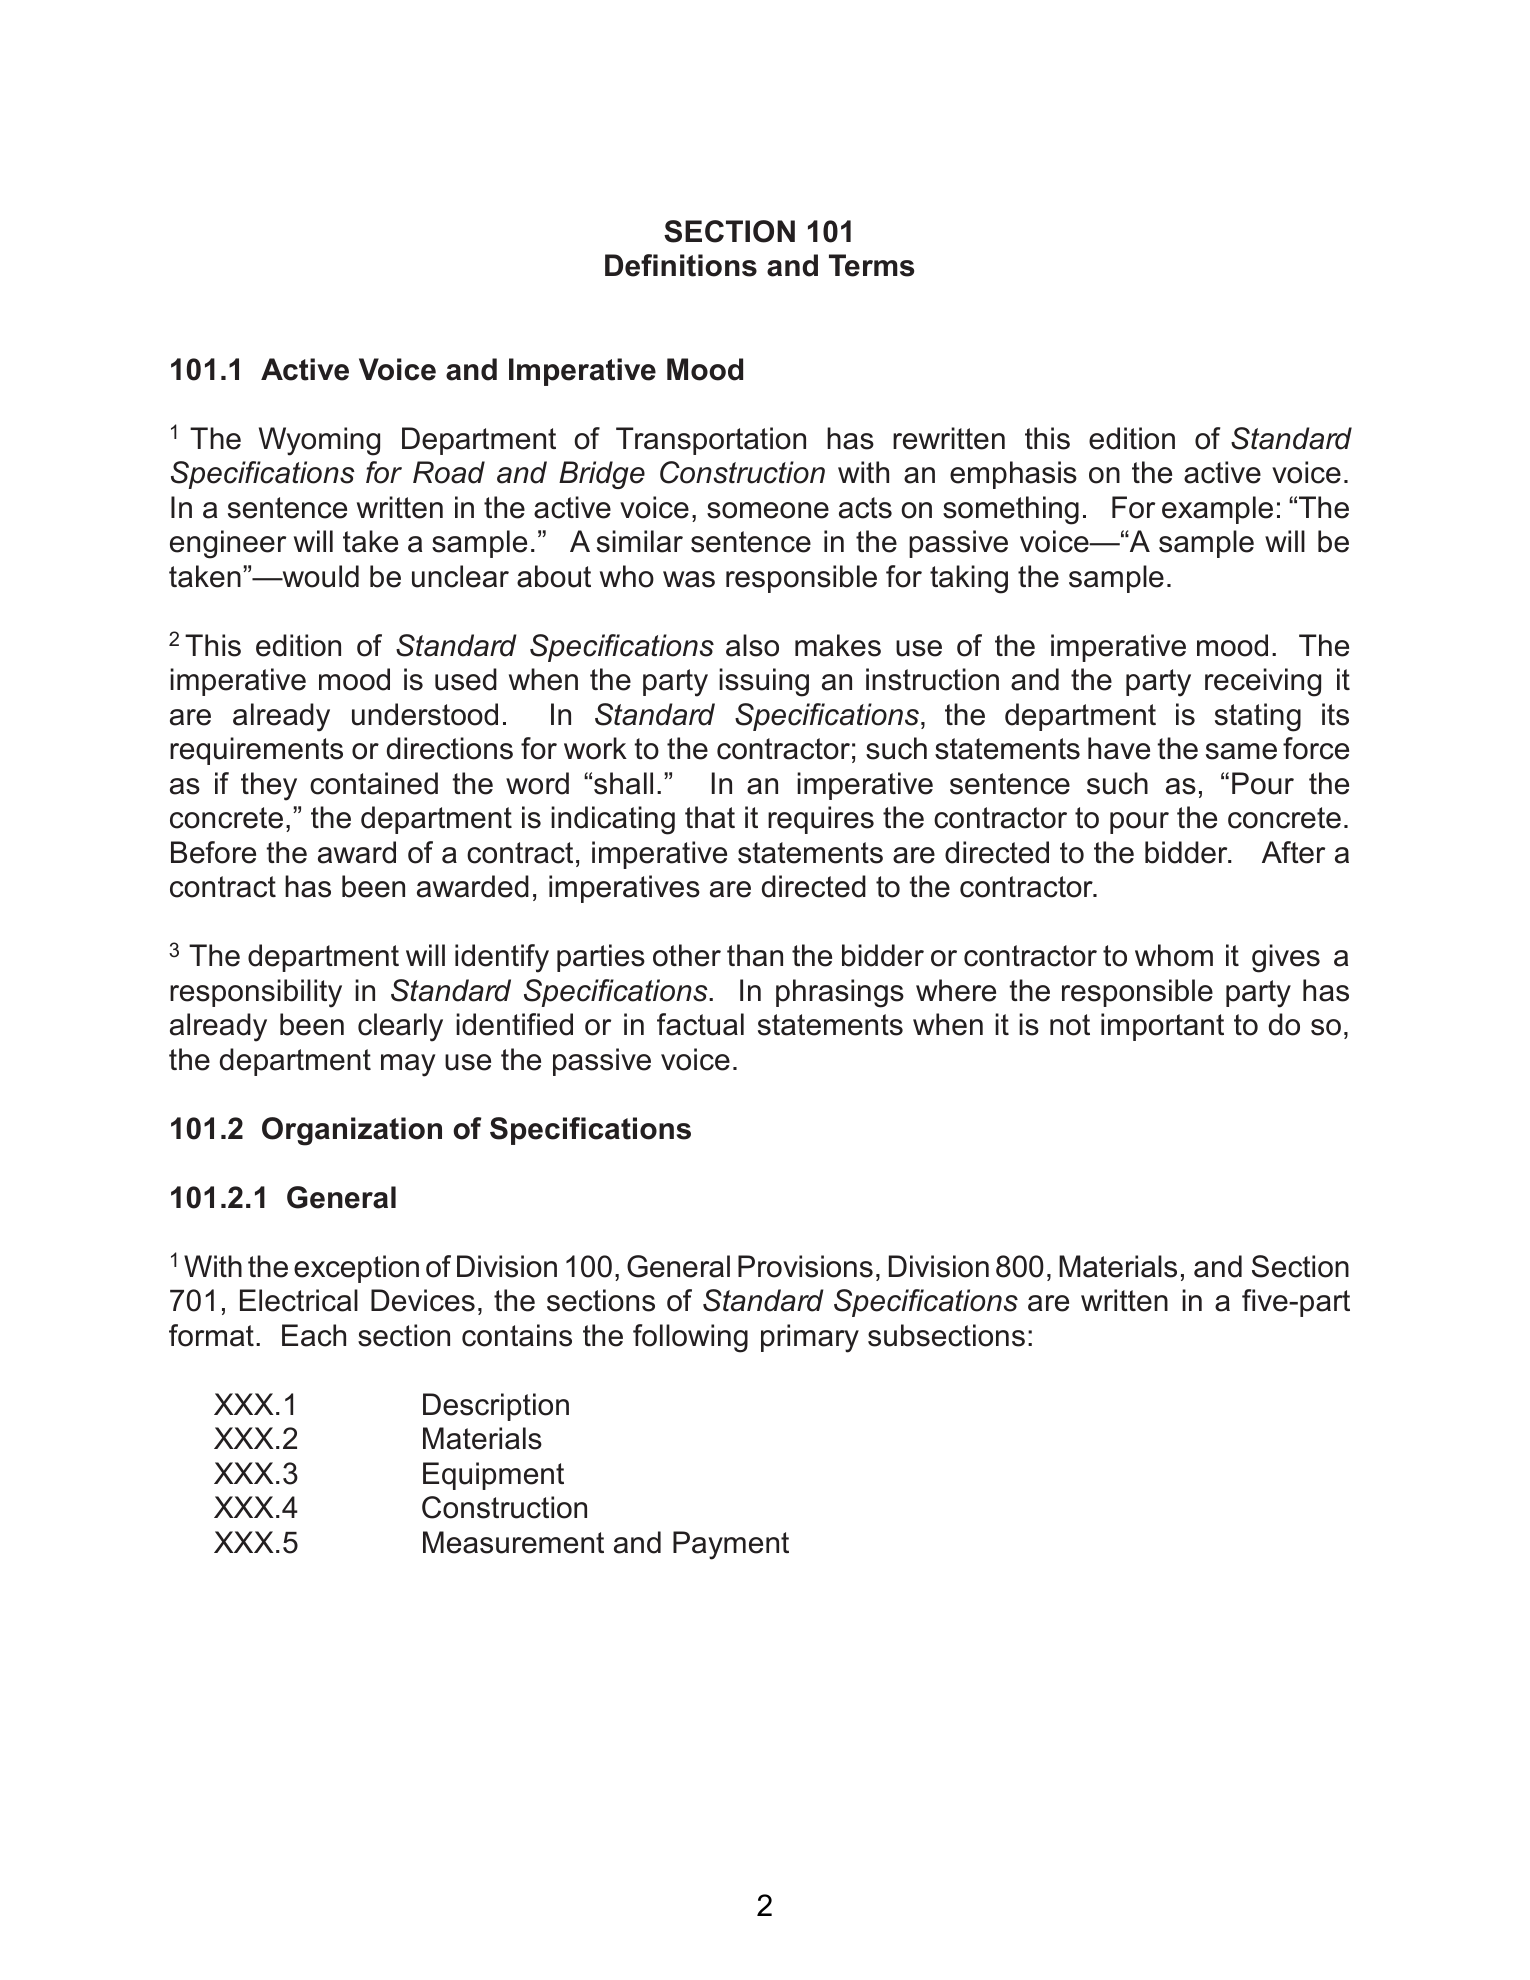 SECTION 101
Definitions and Terms
101.1 Active Voice and Imperative Mood
1 The Wyoming Department of Transportation has rewritten this edition of Standard
Specifications for Road and Bridge Construction with an emphasis on the active voice.
In a sentence written in the active voice, someone acts on something. For example: “The
engineer will take a sample.” A similar sentence in the passive voice—“A sample will be
taken”—would be unclear about who was responsible for taking the sample.
2 This edition of Standard Specifications also makes use of the imperative mood. The
imperative mood is used when the party issuing an instruction and the party receiving it
are already understood. In Standard Specifications, the department is stating its
requirements or directions for work to the contractor; such statements have the same force
as if they contained the word “shall.” In an imperative sentence such as, “Pour the
concrete,” the department is indicating that it requires the contractor to pour the concrete.
Before the award of a contract, imperative statements are directed to the bidder. After a
contract has been awarded, imperatives are directed to the contractor.
3 The department will identify parties other than the bidder or contractor to whom it gives a
responsibility in Standard Specifications. In phrasings where the responsible party has
already been clearly identified or in factual statements when it is not important to do so,
the department may use the passive voice.
101.2 Organization of Specifications
101.2.1 General
1 With the exception of Division 100, General Provisions, Division 800, Materials, and Section
701, Electrical Devices, the sections of Standard Specifications are written in a five-part
format. Each section contains the following primary subsections:
XXX.1 Description
XXX.2 Materials
XXX.3 Equipment
XXX.4 Construction
XXX.5 Measurement and Payment
2